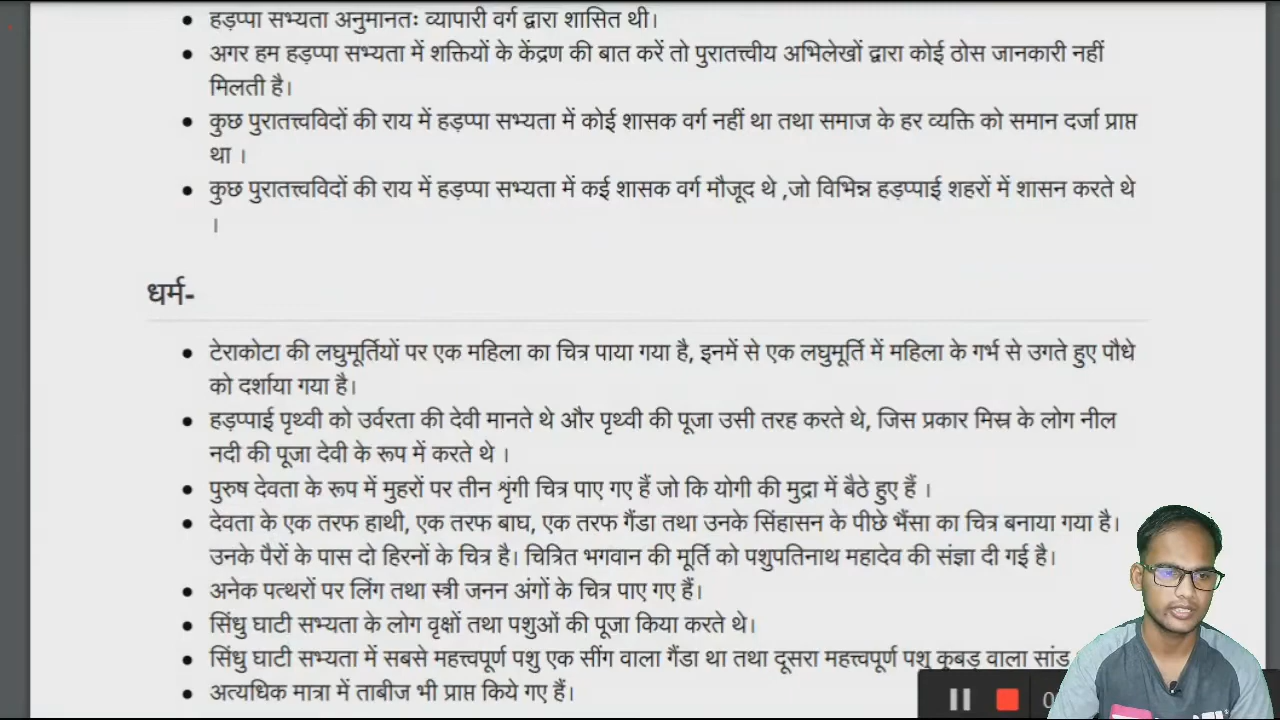 • हड़प्पा सभ्यता अनुमानतः व्यापारी वर्ग द्वारा शासित थी।
• अगर हम हड़प्पा सभ्यता में शक्तियों के केंद्रण की बात करें तो पुरातत्त्वीय अभिलेखों द्वारा कोई ठोस जानकारी नहीं
मिलती है।
• कुछ पुरातत्त्वविदों की राय में हड़प्पा सभ्यता में कोई शासक वर्ग नहीं था तथा समाज के हर व्यक्ति को समान दर्जा प्राप्त
था ।
• कुछ पुरातत्त्वविदों की राय में हड़प्पा सभ्यता में कई शासक वर्ग मौजूद थे ,जो विभिन्न हड़प्पाई शहरों में शासन करते थे
।
धर्म-
• टेराकोटा की लघुमूर्तियों पर एक महिला का चित्र पाया गया है, इनमें से एक लघुमूर्ति में महिला के गर्भ से उगते हुए पौधे
को दर्शाया गया है।
• हड़प्पाई पृथ्वी को उर्वरता की देवी मानते थे और पृथ्वी की पूजा उसी तरह करते थे, जिस प्रकार मिस्र के लोग नील
नदी की पूजा देवी के रूप में करते थे ।
• पुरुष देवता के रूप में मुहरों पर तीन शृंगी चित्र पाए गए हैं जो कि योगी की मुद्रा में बैठे हुए हैं ।
• देवता के एक तरफ हाथी, एक तरफ बाघ, एक तरफ गैंडा तथा उनके सिंहासन के पीछे भैंसा का चित्र बनाया गया है।
उनके पैरों के पास दो हिरनों के चित्र है। चित्रित भगवान की मूर्ति को पशुपतिनाथ महादेव की संज्ञा दी गई है।
• अनेक पत्थरों पर लिंग तथा स्त्री जनन अंगों के चित्र पाए गए हैं।
• सिंधु घाटी सभ्यता के लोग वृक्षों तथा पशुओं की पूजा किया करते थे।
• सिंधु घाटी सभ्यता में सबसे महत्त्वपूर्ण पशु एक सींग वाला गैंडा था तथा दूसरा महत्त्वपूर्ण पशु कूबड़ वाला सांड
• अत्यधिक मात्रा में ताबीज भी प्राप्त किये गए हैं।